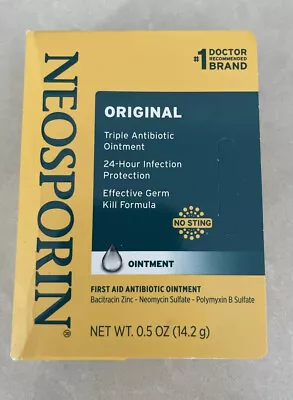 NEOSPORIN®
#1 DOCTOR
RECOMMENDED
BRAND
ORIGINAL
Triple Antibiotic
Ointment
24-Hour Infection
Protection
Effective Germ
Kill Formula
NO STING
OINTMENT
FIRST AID ANTIBIOTIC OINTMENT
Bacitracin Zinc - Neomycin Sulfate - Polymyxin B Sulfate
NET WT. 0.5 OZ (14.2 g)